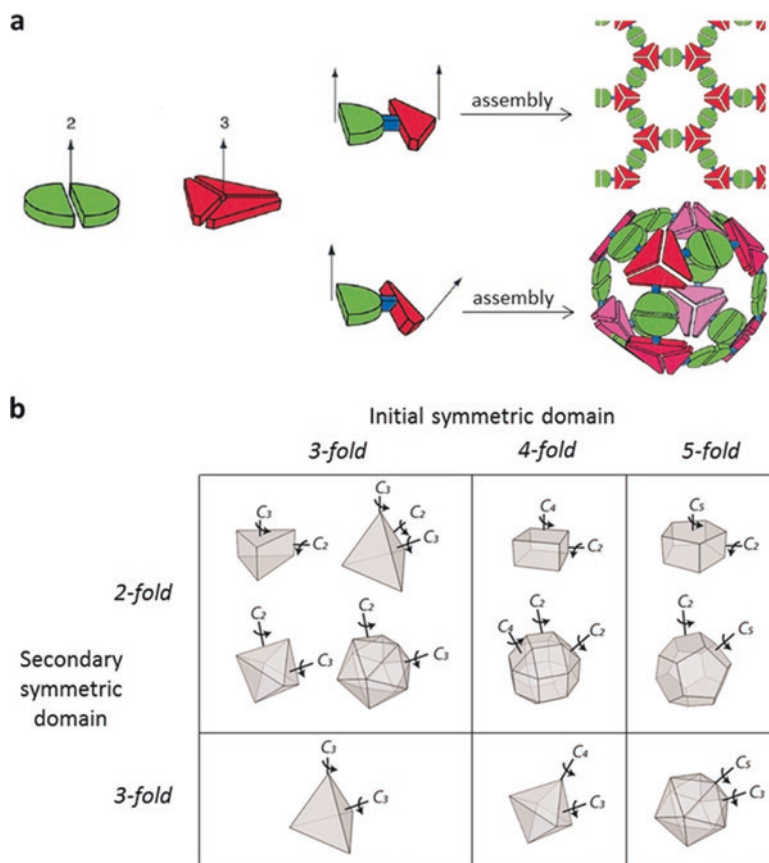 a
2
3
assembly
assembly
b
Initial symmetric domain
3-fold
4-fold
5-fold
2-fold
C3
C2
C3
C2
C3
C4
C2
C5
C2
C2
C3
C2
C3
C4
C2
C2
C2
C5
Secondary
symmetric
domain
3-fold
C3
C3
C4
C3
C5
C3